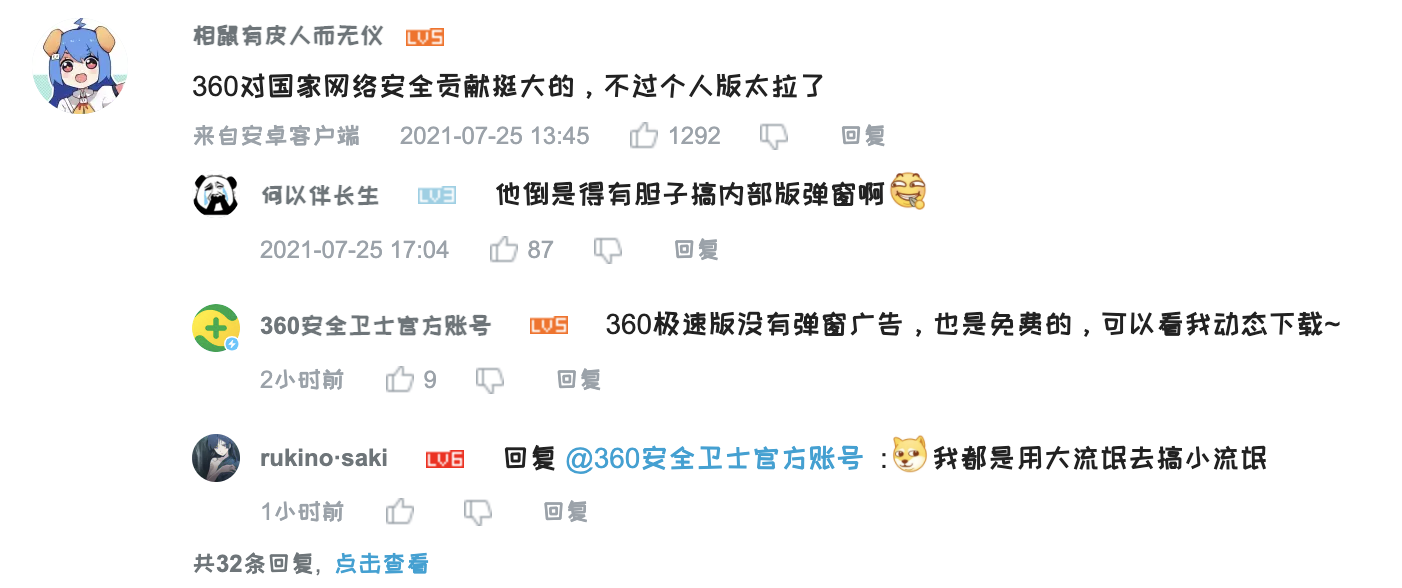 相鼠有皮人而无仪 LV5
360对国家网络安全贡献挺大的，不过个人版太拉了
来自安卓客户端 2021-07-25 13:45 1292 回复
何以伴长生 LV3 他倒是得有胆子搞内部版弹窗啊
2021-07-25 17:04 87 回复
360安全卫士官方账号 LV5 360极速版没有弹窗广告，也是免费的，可以看我动态下载~
2小时前 9 回复
rukino·saki LV6 回复 @360安全卫士官方账号 :我都是用大流氓去搞小流氓
1小时前 回复
共32条回复, 点击查看